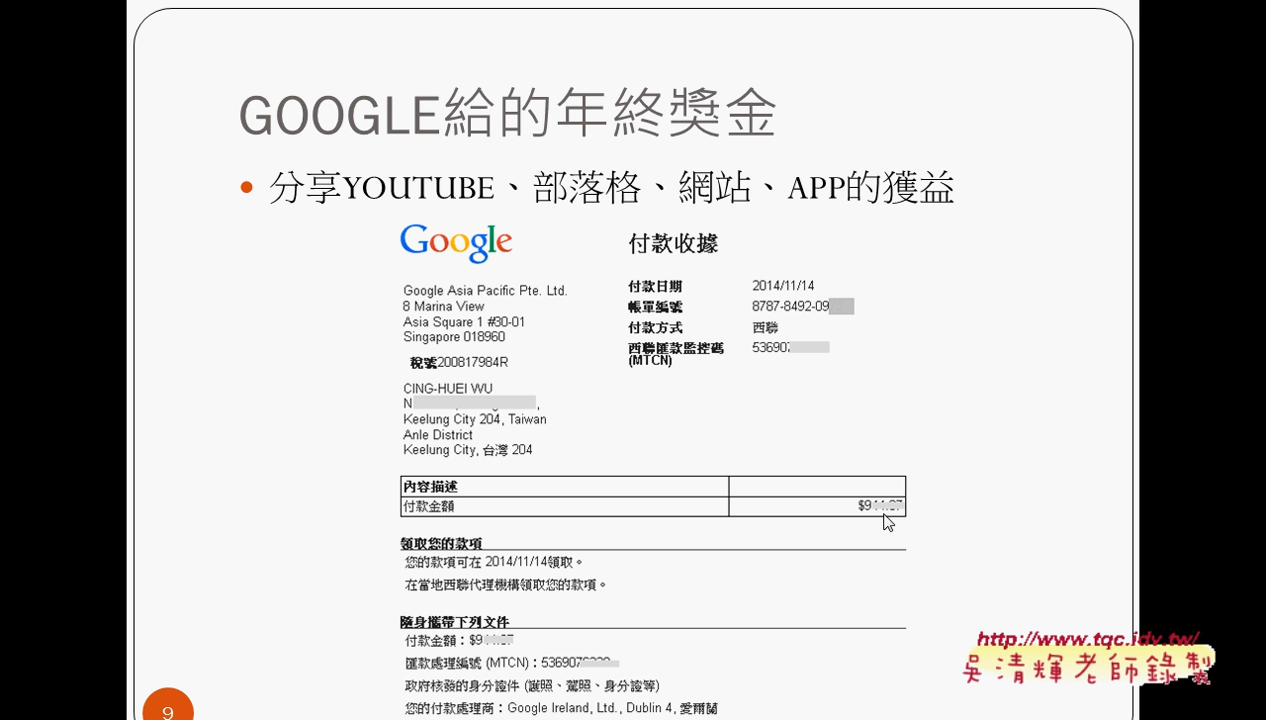 GOOGLE給的年終獎金
• 分享YOUTUBE、部落格、網站、APP的獲益
Google
付款收據
Google Asia Pacific Pte. Ltd.
8 Marina View
Asia Square 1 #30-01
Singapore 018960
稅號200817984R
付款日期 2014/11/14
帳單編號 8787-8492-09
付款方式 西聯
西聯匯款監控碼 53690
(MTCN)
CING-HUEI WU
N ,
Keelung City 204, Taiwan
Anle District
Keelung City, 台灣 204
內容描述
付款金額 $9
領取您的款項
您的款項可在 2014/11/14領取。
在當地西聯代理機構領取您的款項。
隨身攜帶下列文件
付款金額：$9
匯款處理編號 (MTCN)：536907
政府核發的身分證件 (護照、駕照、身分證等)
您的付款處理商：Google Ireland, Ltd., Dublin 4, 愛爾蘭
http://www.tqc.idv.tw/
吳清輝老師錄製
9